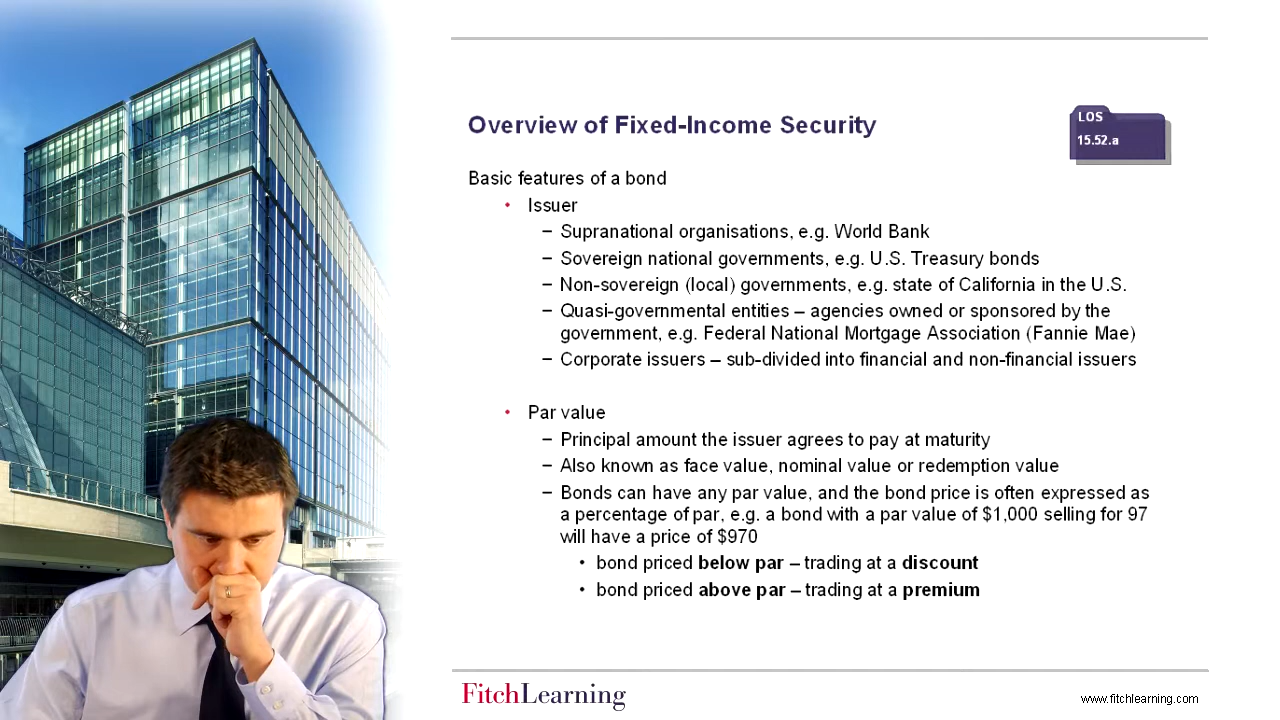 Overview of Fixed-Income Security
LOS
15.52.a
Basic features of a bond
• Issuer
– Supranational organisations, e.g. World Bank
– Sovereign national governments, e.g. U.S. Treasury bonds
– Non-sovereign (local) governments, e.g. state of California in the U.S.
– Quasi-governmental entities – agencies owned or sponsored by the
government, e.g. Federal National Mortgage Association (Fannie Mae)
– Corporate issuers – sub-divided into financial and non-financial issuers
• Par value
– Principal amount the issuer agrees to pay at maturity
– Also known as face value, nominal value or redemption value
– Bonds can have any par value, and the bond price is often expressed as
a percentage of par, e.g. a bond with a par value of $1,000 selling for 97
will have a price of $970
• bond priced below par – trading at a discount
• bond priced above par – trading at a premium
FitchLearning
www.fitchlearning.com